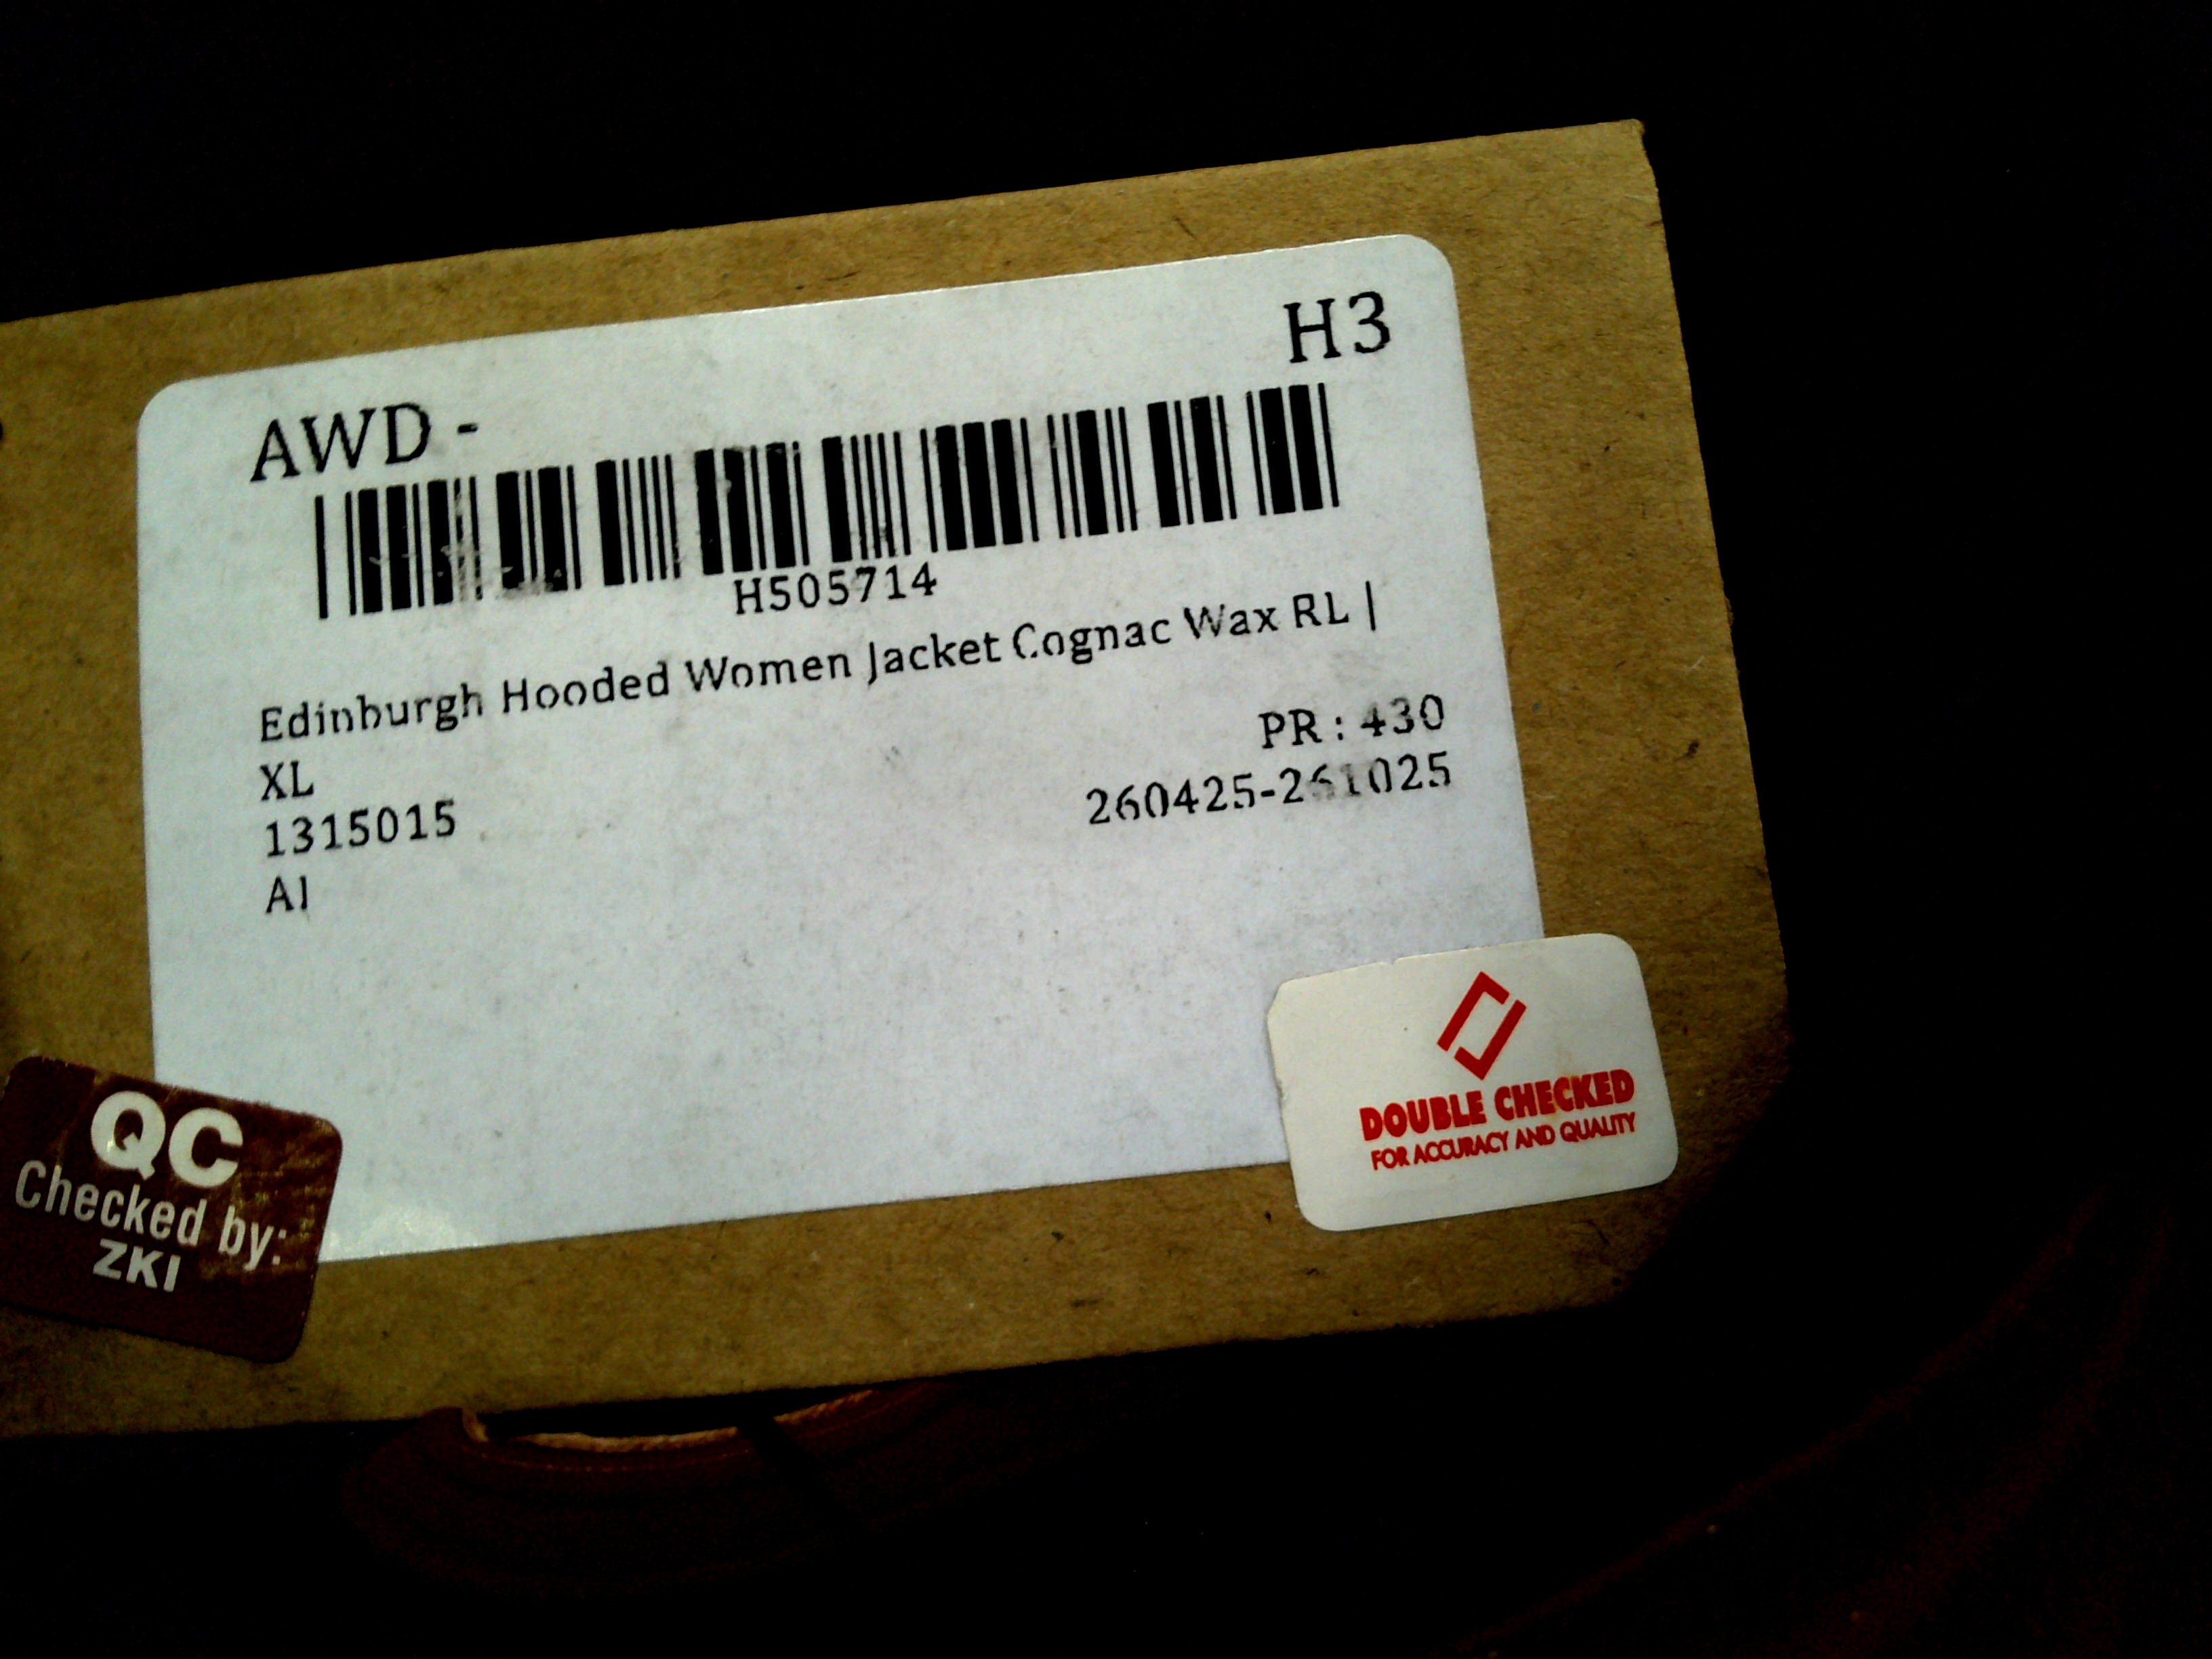 AWD -
H3
H505714
Edinburgh Hooded Women Jacket Cognac Wax RL |
XL
PR : 430
1315015
260425-261025
AI
QC
Checked by:
ZKI
DOUBLE CHECKED
FOR ACCURACY AND QUALITY